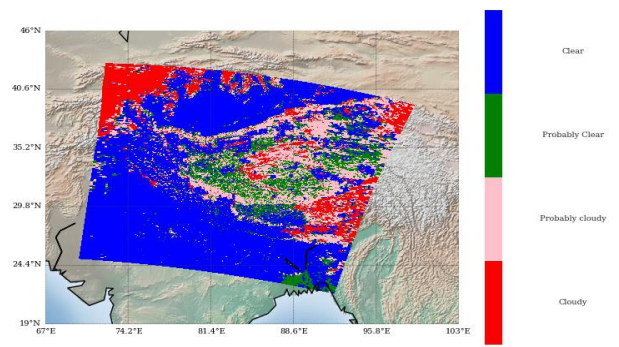 46°N
40.6°N
35.2°N
29.8°N
24.4°N
19°N
67°E 74.2°E 81.4°E 88.6°E 95.8°E 103°E
Clear
Probably Clear
Probably cloudy
Cloudy